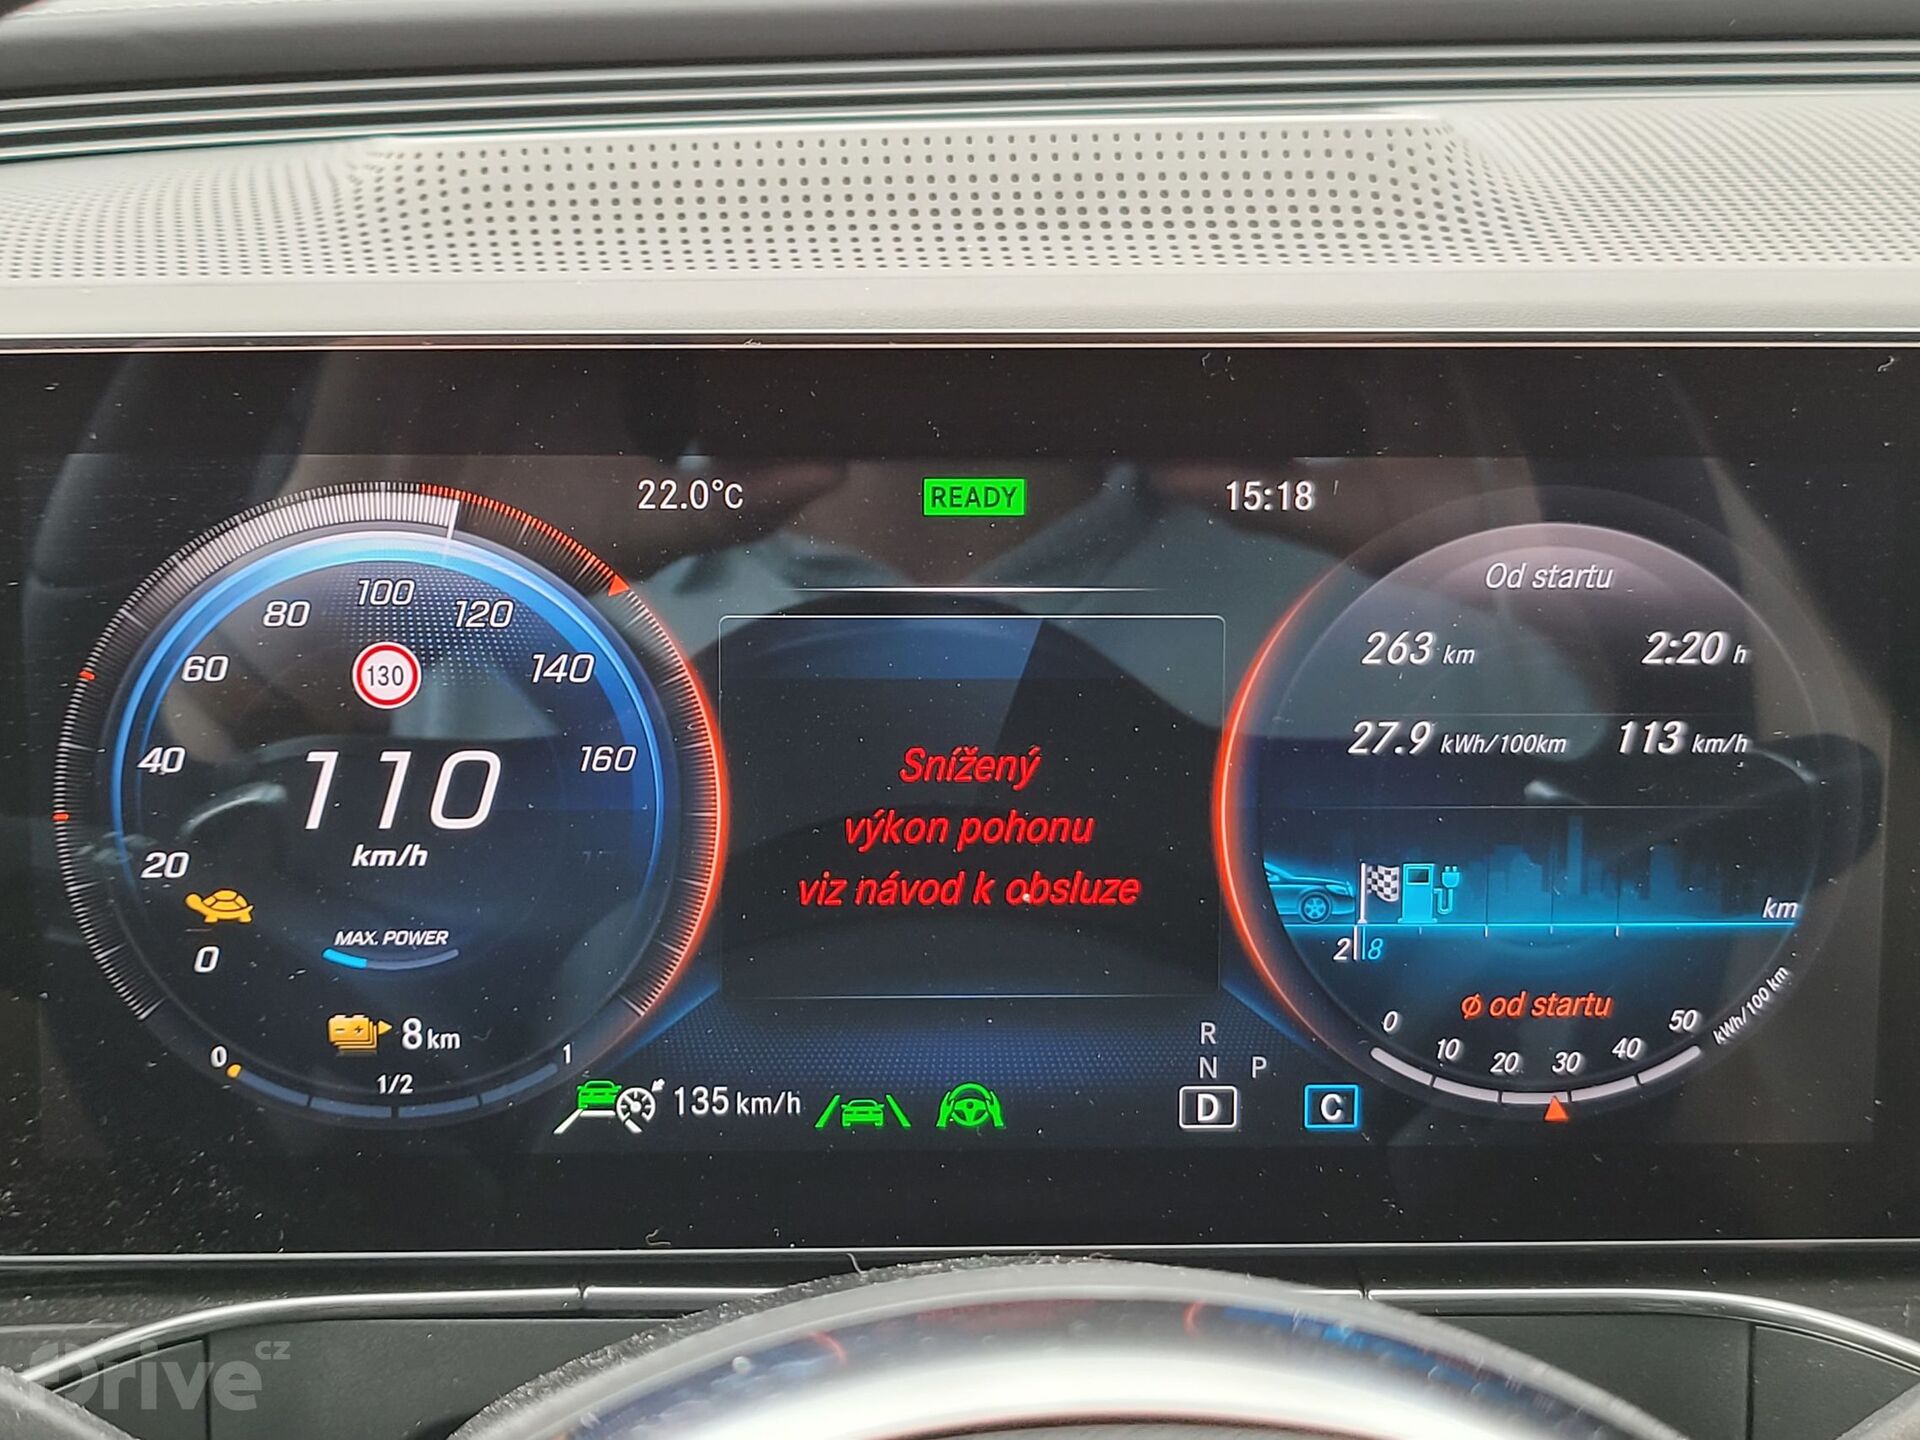 22.0°C
READY
15:18
0
20
40
60
80
100
120
140
160
130
110
km/h
MAX. POWER
8 km
0
1/2
1
Snížený
výkon pohonu
viz návod k obsluze
Od startu
263 km
2:20 h
27.9 kWh/100km
113 km/h
km
2
8
ø od startu
0
10
20
30
40
50
kWh/100 km
135 km/h
R
N P
D
C
Drive CZ